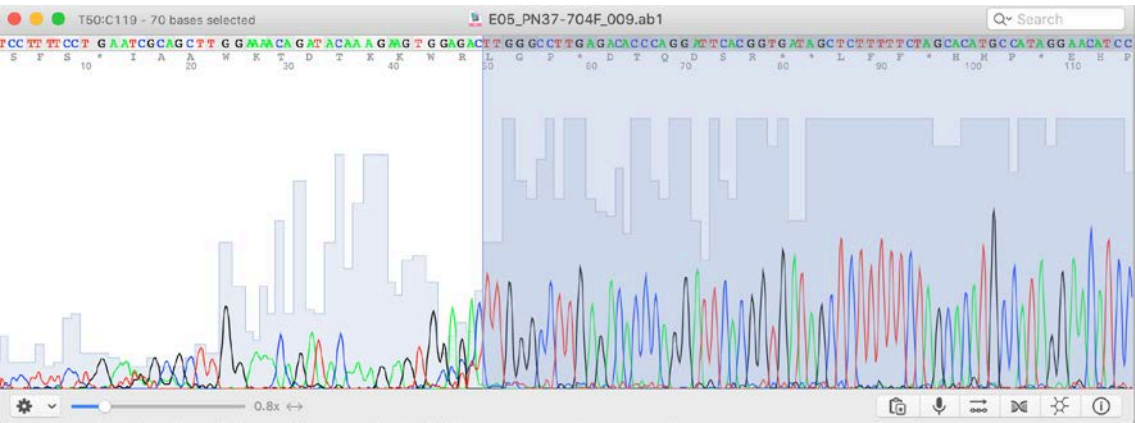 T50:C119 - 70 bases selected E05_PN37-704F_009.ab1 Search
TCCTTTTCCTGAATCGCAGCTTGGAAAACAGATACAAAGAAGTGGAGACTTGGGCCTTGAGACACCCAGGATTCACGGTGATAGCTCTTTTTCTAGCACATGCCATAGGAACATCC
S F S * I A A W K T D T K K W R L G P * D T Q D S R * * L F F * H M P * E H P
10 20 30 40 50 60 70 80 90 100 110
0.8x